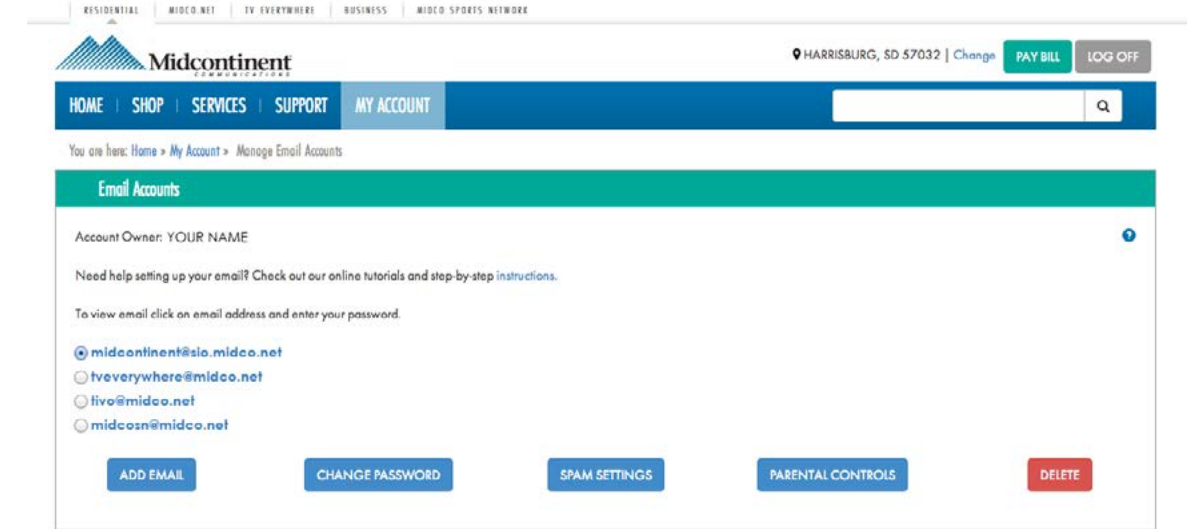 RESIDENTIAL | MIDCO.NET | TV EVERYWHERE | BUSINESS | MIDCO SPORTS NETWORK
Midcontinent
COMMUNICATIONS
HARRISBURG, SD 57032 | Change PAY BILL LOG OFF
HOME | SHOP | SERVICES | SUPPORT MY ACCOUNT
You are here: Home » My Account » Manage Email Accounts
Email Accounts
Account Owner: YOUR NAME
Need help setting up your email? Check out our online tutorials and step-by-step instructions.
To view email click on email address and enter your password.
midcontinent@sio.midco.net
tveverywhere@midco.net
tivo@midco.net
midcosn@midco.net
ADD EMAIL CHANGE PASSWORD SPAM SETTINGS PARENTAL CONTROLS DELETE